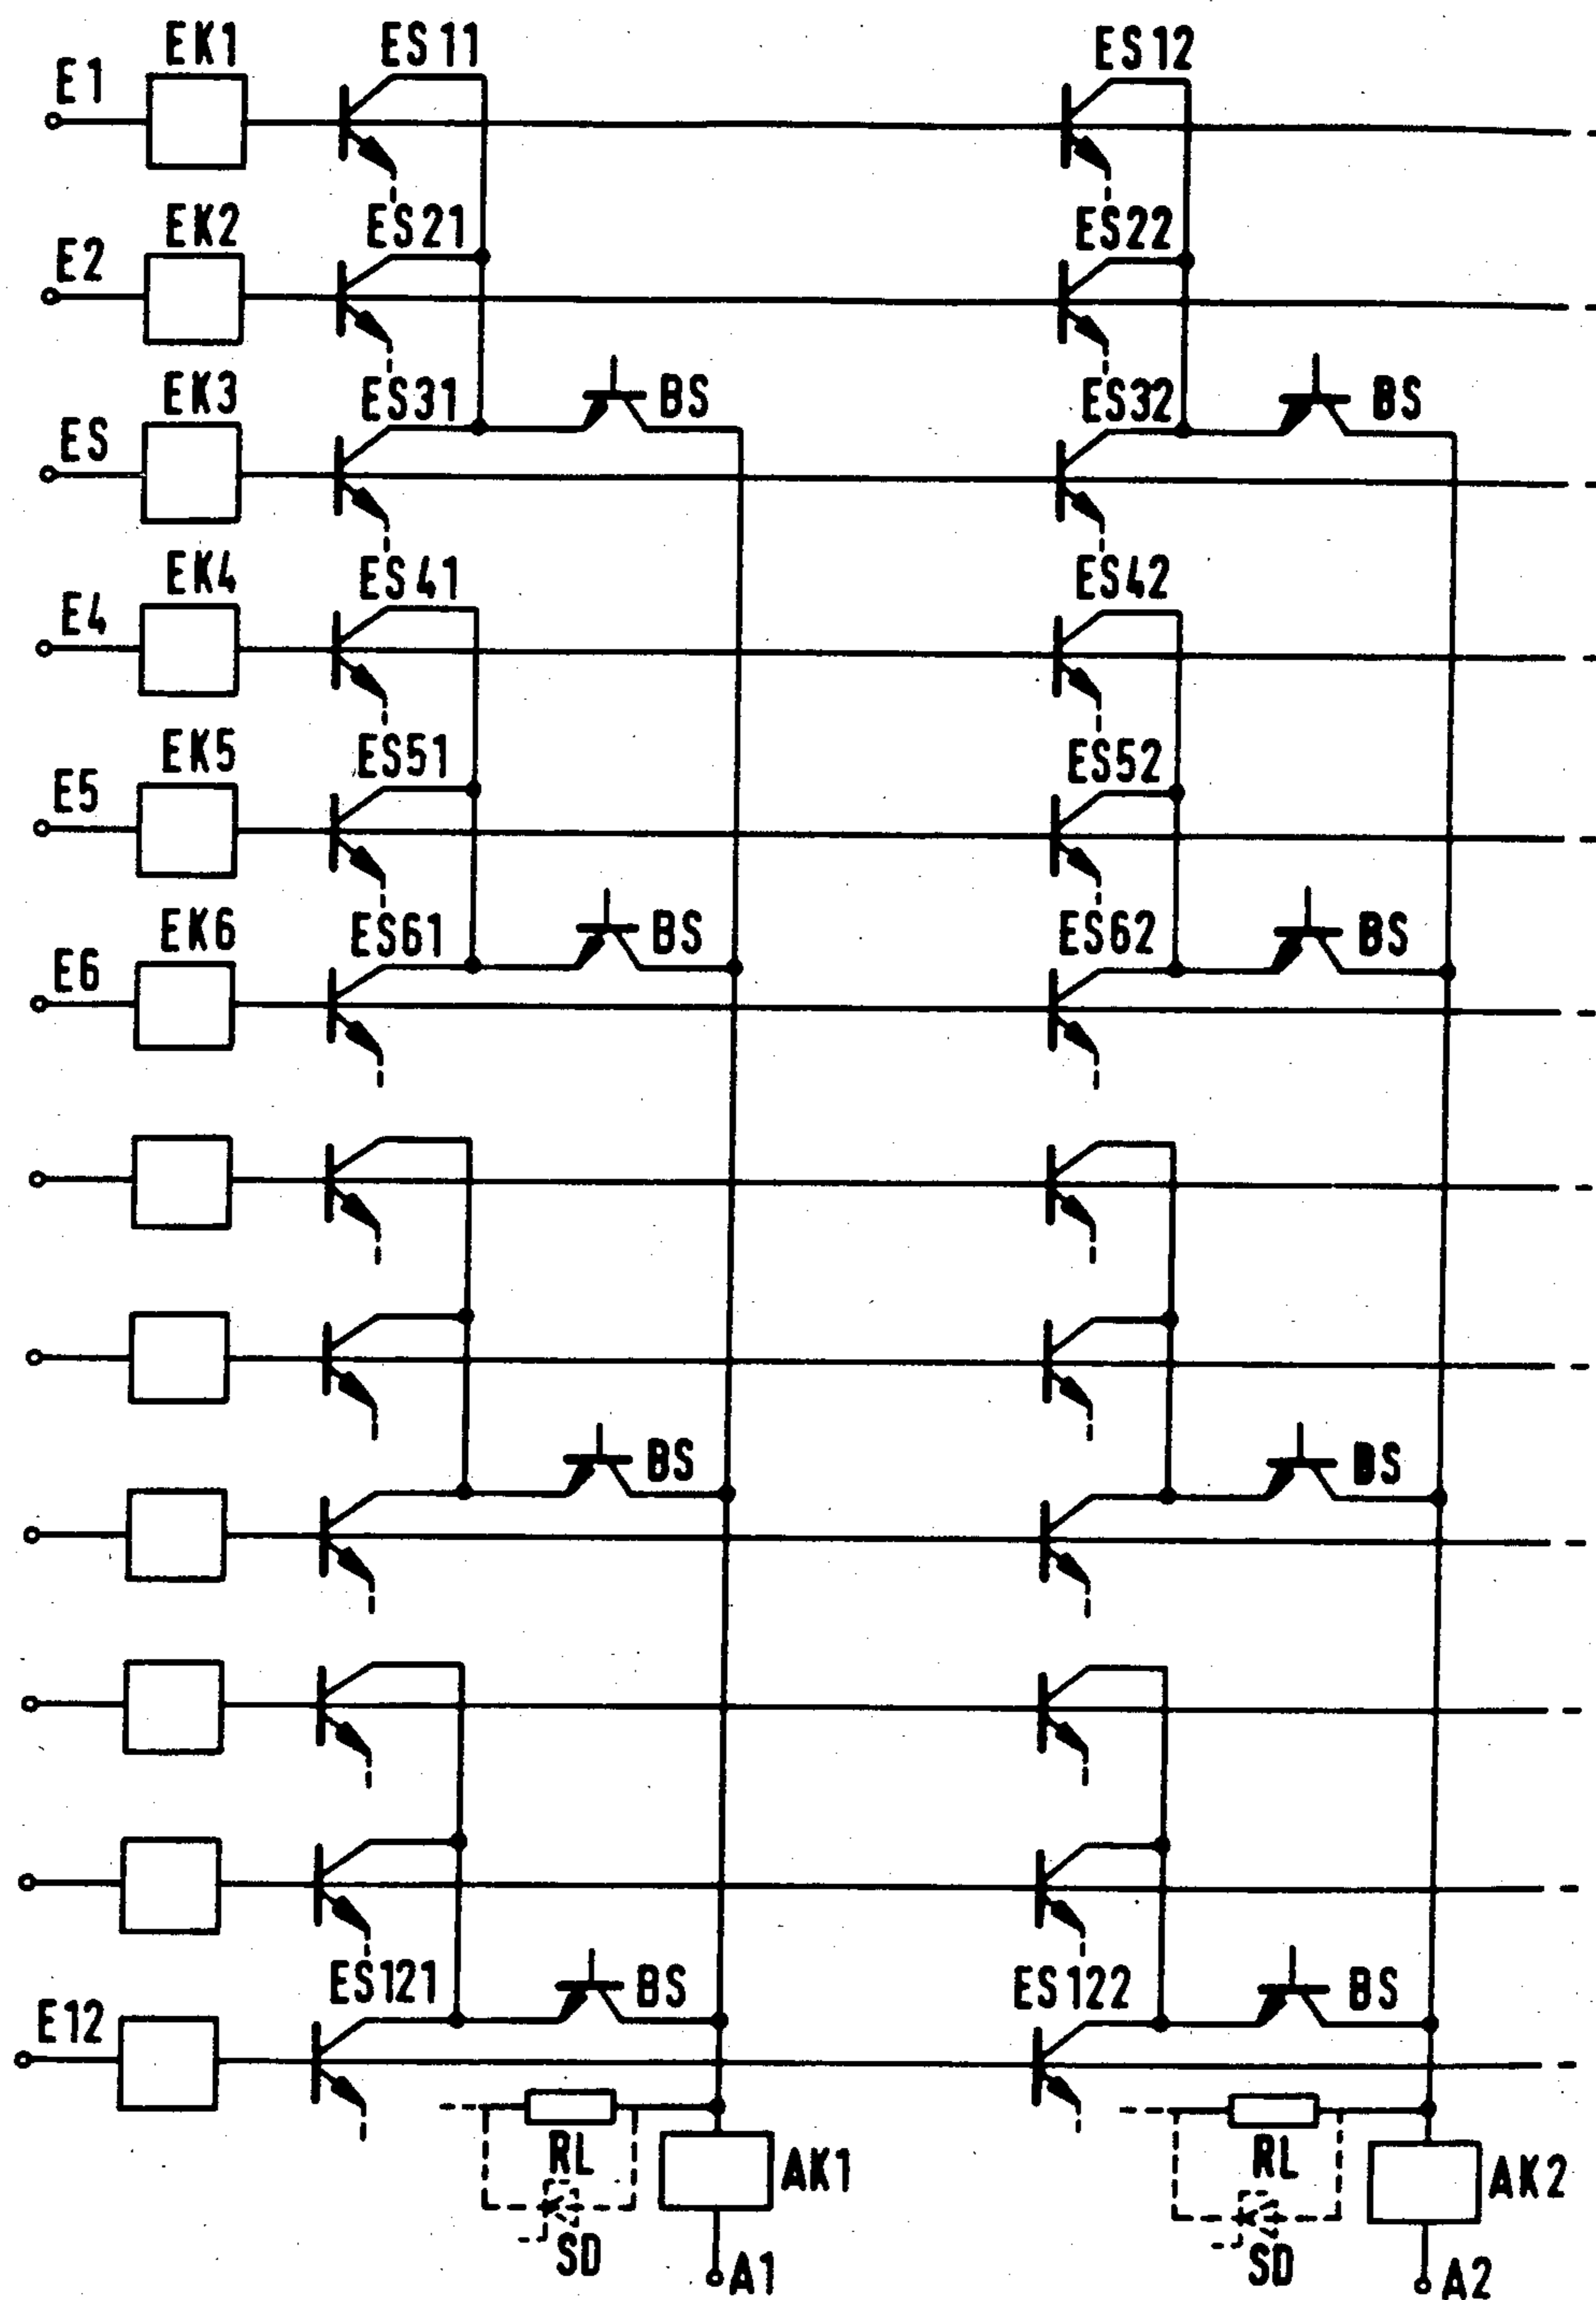 EK1 ES11 ES12
E1
EK2 ES21 ES22
E2
EK3 ES31 BS ES32 BS
ES
EK4 ES41 ES42
E4
EK5 ES51 ES52
E5
EK6 ES61 BS ES62 BS
E6
BS BS
ES121 BS ES122 BS
E12
RL AK1 RL AK2
SD A1 SD A2